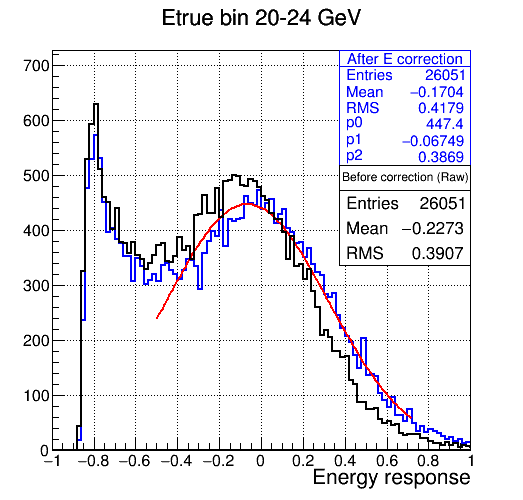 Etrue bin 20-24 GeV
After E correction
Entries 26051
Mean −0.1704
RMS 0.4179
p0 447.4
p1 −0.06749
p2 0.3869
Before correction (Raw)
Entries 26051
Mean −0.2273
RMS 0.3907
700
600
500
400
300
200
100
0
−1 −0.8 −0.6 −0.4 −0.2 0 0.2 0.4 0.6 0.8 1
Energy response